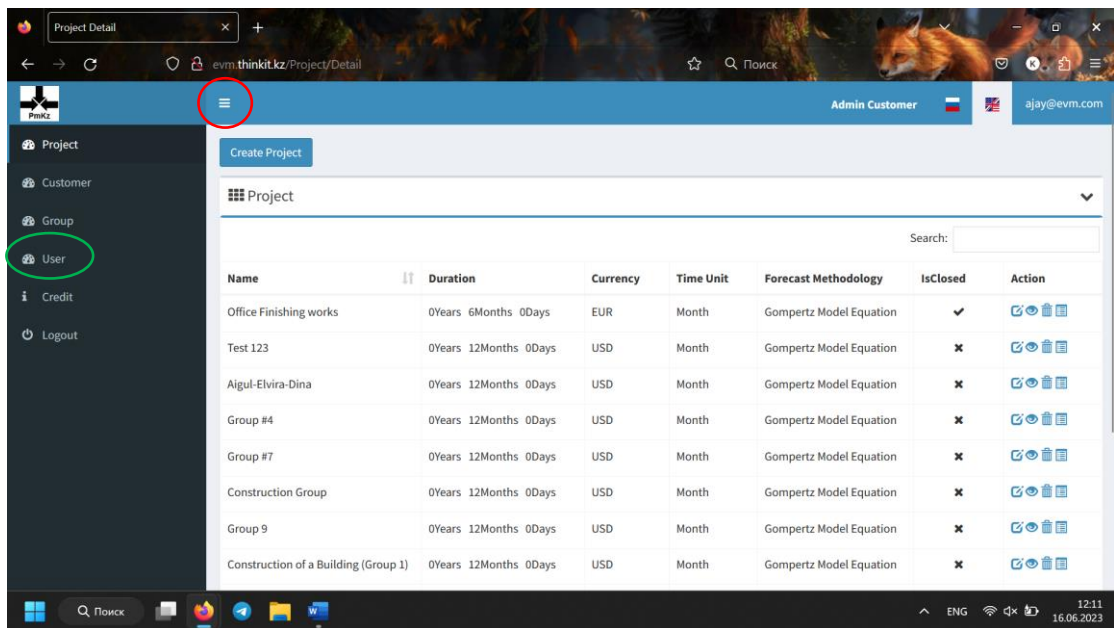 Project Detail
evm.thinkit.kz/Project/Detail
Поиск
K
PmKz
Admin Customer
ajay@evm.com
Project
Customer
Group
User
Credit
Logout
Create Project
Project
Search:
Name Duration Currency Time Unit Forecast Methodology IsClosed Action
Office Finishing works 0Years 6Months 0Days EUR Month Gompertz Model Equation
Test 123 0Years 12Months 0Days USD Month Gompertz Model Equation
Aigul-Elvira-Dina 0Years 12Months 0Days USD Month Gompertz Model Equation
Group #4 0Years 12Months 0Days USD Month Gompertz Model Equation
Group #7 0Years 12Months 0Days USD Month Gompertz Model Equation
Construction Group 0Years 12Months 0Days USD Month Gompertz Model Equation
Group 9 0Years 12Months 0Days USD Month Gompertz Model Equation
Construction of a Building (Group 1) 0Years 12Months 0Days USD Month Gompertz Model Equation
Поиск
W
ENG
12:11
16.06.2023